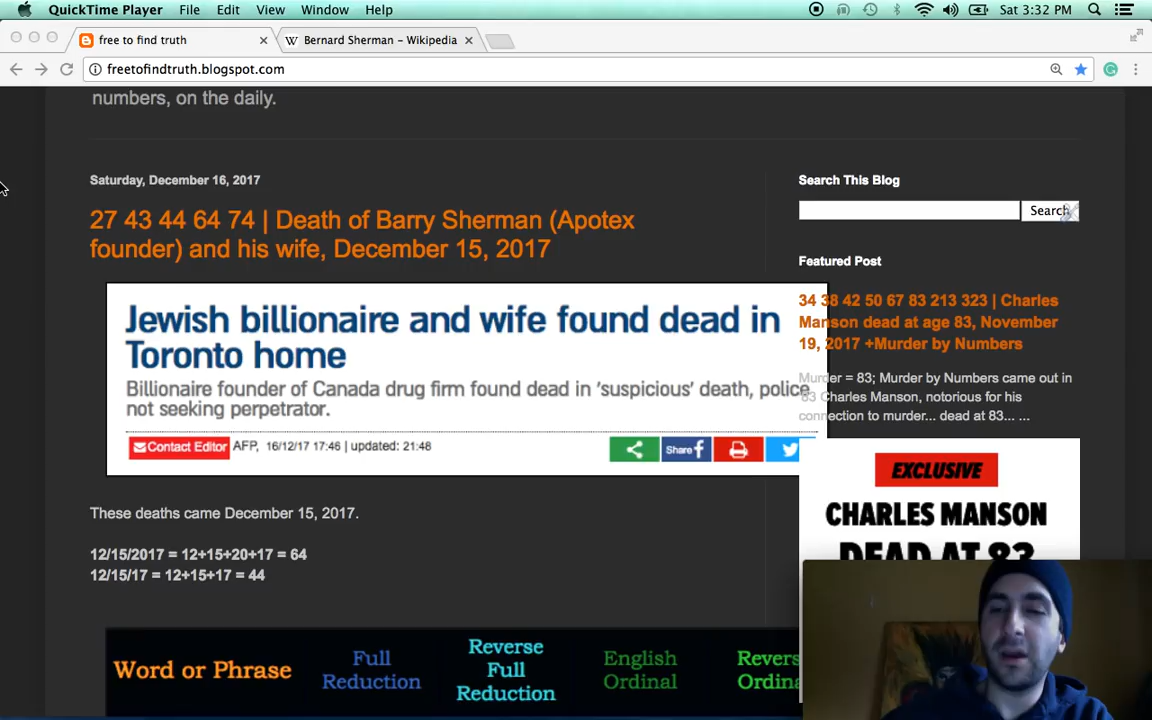 QuickTime Player File Edit View Window Help Sat 3:32 PM
free to find truth Bernard Sherman – Wikipedia
freetofindtruth.blogspot.com
numbers, on the daily.
Saturday, December 16, 2017
27 43 44 64 74 | Death of Barry Sherman (Apotex
founder) and his wife, December 15, 2017
Jewish billionaire and wife found dead in
Toronto home
Billionaire founder of Canada drug firm found dead in 'suspicious' death, police
not seeking perpetrator.
Contact Editor AFP, 16/12/17 17:46 | updated: 21:48 Share
These deaths came December 15, 2017.
12/15/2017 = 12+15+20+17 = 64
12/15/17 = 12+15+17 = 44
Word or Phrase
Full
Reduction
Reverse
Full
Reduction
English
Ordinal
Search This Blog
Search
Featured Post
34 38 42 50 67 83 213 323 | Charles
Manson dead at age 83, November
19, 2017 +Murder by Numbers
Murder = 83; Murder by Numbers came out in
'83 Charles Manson, notorious for his
connection to murder... dead at 83... ...
EXCLUSIVE
CHARLES MANSON
DEAD AT 83